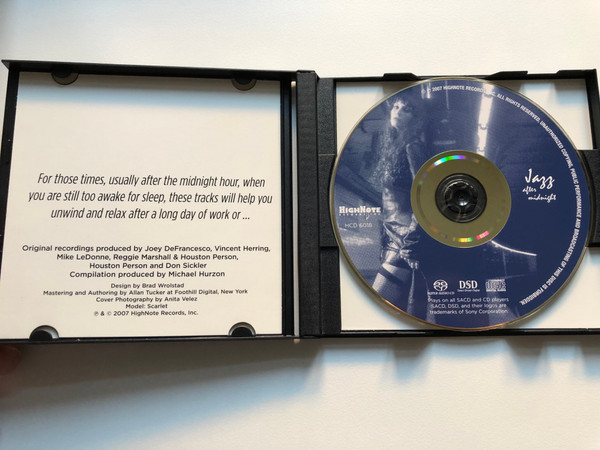 For those times, usually after the midnight hour, when
you are still too awake for sleep, these tracks will help you
unwind and relax after a long day of work or ...
Original recordings produced by Joey DeFrancesco, Vincent Herring,
Mike LeDonne, Reggie Marshall & Houston Person,
Houston Person and Don Sickler
Compilation produced by Michael Hurzon
Design by Brad Wrolstad
Mastering and Authoring by Allan Tucker at Foothill Digital, New York
Cover Photography by Anita Velez
Model: Scarlet
℗ & © 2007 HighNote Records, Inc.
2007 HIGHNOTE RECORDS, INC. ALL RIGHTS RESERVED. UNAUTHORIZED COPYING, PUBLIC PERFORMANCE AND BROADCASTING OF THIS DISC IS FORBIDDEN.
Jazz
after
midnight
HIGHNOTE
HCD 6018
SUPER AUDIO CD
DSD
Direct Stream Digital
Plays on all SACD and CD players
SACD, DSD, and their logos are
trademarks of Sony Corporation